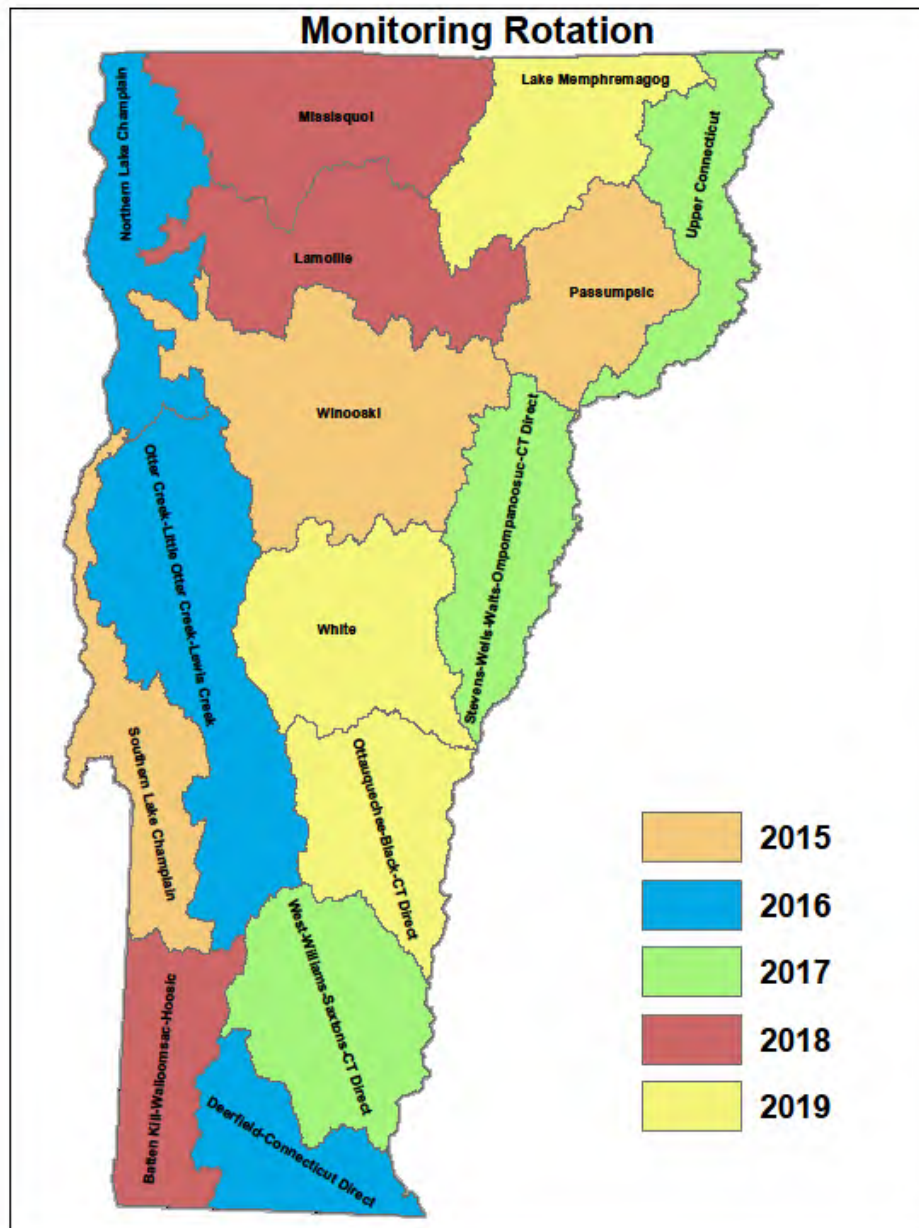 Monitoring Rotation
Northern Lake Champlain
Missisquoi
Lake Memphremagog
Upper Connecticut
Lamoille
Passumpsic
Winooski
Otter Creek-Little Otter Creek-Lewis Creek
Stevens-Wells-Waits-Ompompanoosuc-CT Direct
White
Southern Lake Champlain
Ottauquechee-Black-CT Direct
West-Williams-Saxtons-CT Direct
Batten Kill-Walloomsac-Hoosic
Deerfield-Connecticut Direct
2015
2016
2017
2018
2019